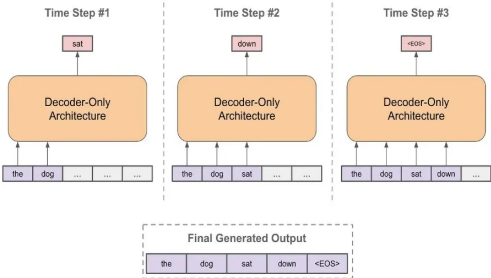 Time Step #1
Time Step #2
Time Step #3
sat
down
<EOS>
Decoder-Only
Architecture
Decoder-Only
Architecture
Decoder-Only
Architecture
the dog ... ... ...
the dog sat ... ...
the dog sat down ...
Final Generated Output
the dog sat down <EOS>